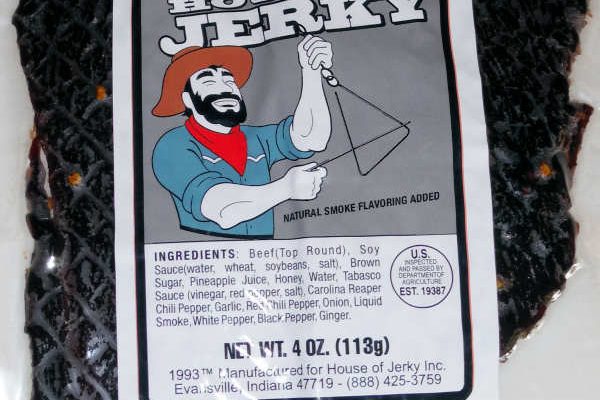 JERKY
NATURAL SMOKE FLAVORING ADDED
INGREDIENTS: Beef(Top Round), Soy
Sauce(water, wheat, soybeans, salt), Brown
Sugar, Pineapple Juice, Honey, Water, Tabasco
Sauce (vinegar, red pepper, salt), Carolina Reaper
Chili Pepper, Garlic, Red Chili Pepper, Onion, Liquid
Smoke, White Pepper, Black Pepper, Ginger.
U.S.
INSPECTED
AND PASSED BY
DEPARTMENT OF
AGRICULTURE
EST. 19387
NET WT. 4 OZ. (113g)
1993™ Manufactured for House of Jerky Inc.
Evansville, Indiana 47719 - (888) 425-3759